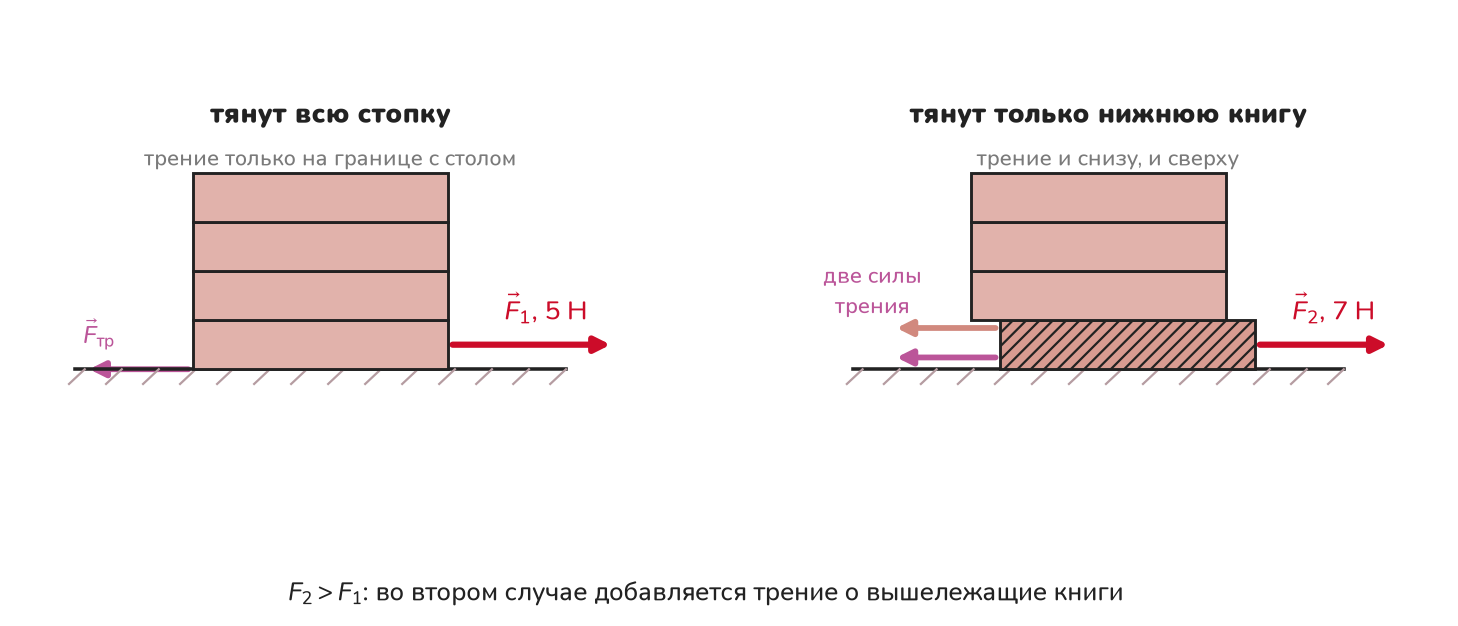 тянут всю стопку
трение только на границе с столом
F⃗тр
F⃗1, 5 Н
тянут только нижнюю книгу
трение и снизу, и сверху
две силы
трения
F⃗2, 7 Н
F2 > F1: во втором случае добавляется трение о вышележащие книги